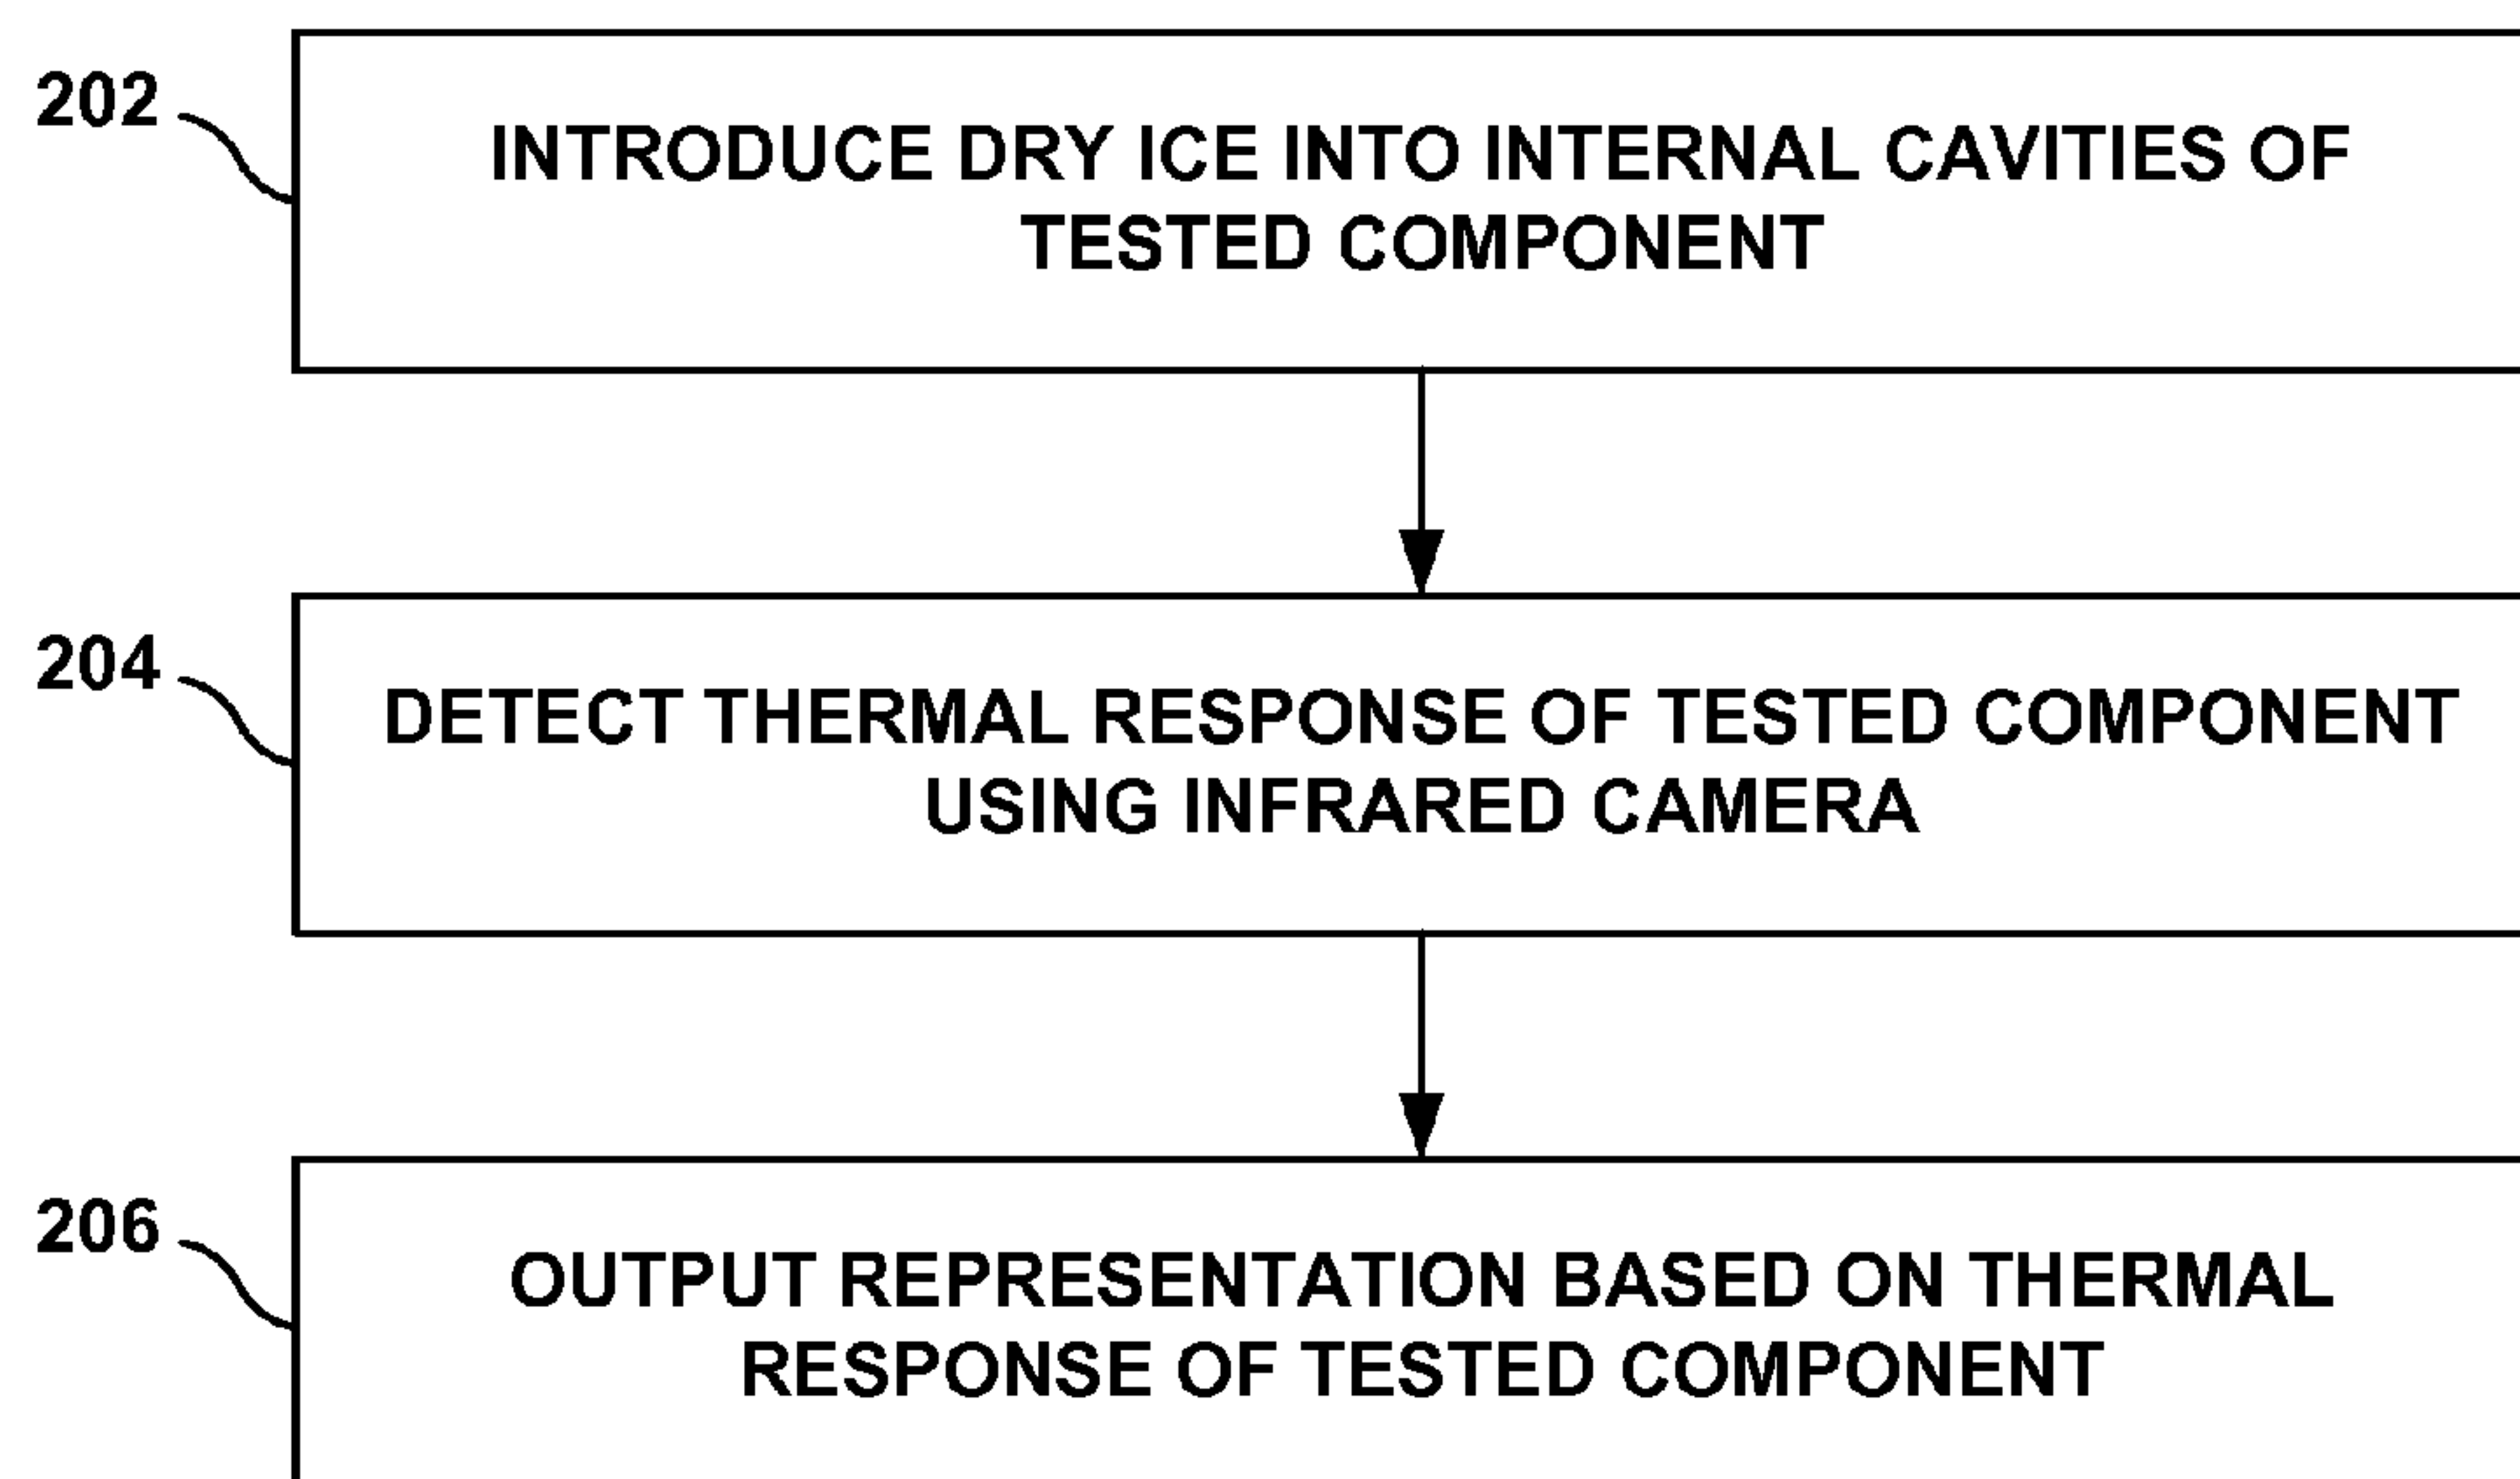 202
INTRODUCE DRY ICE INTO INTERNAL CAVITIES OF
TESTED COMPONENT
204
DETECT THERMAL RESPONSE OF TESTED COMPONENT
USING INFRARED CAMERA
206
OUTPUT REPRESENTATION BASED ON THERMAL
RESPONSE OF TESTED COMPONENT